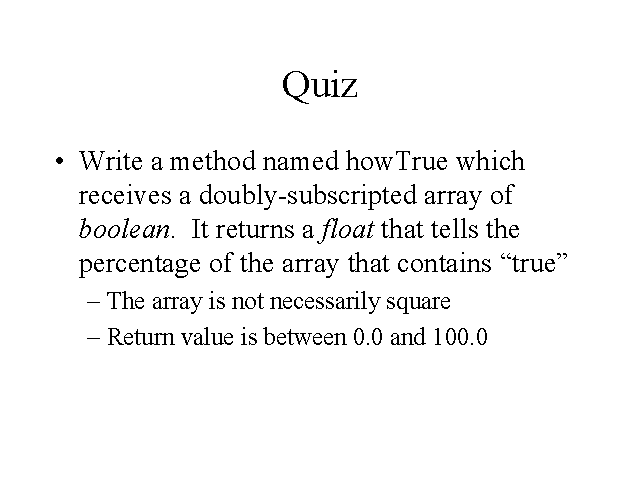 Quiz
• Write a method named howTrue which
receives a doubly-subscripted array of
boolean.  It returns a float that tells the
percentage of the array that contains “true”
– The array is not necessarily square
– Return value is between 0.0 and 100.0